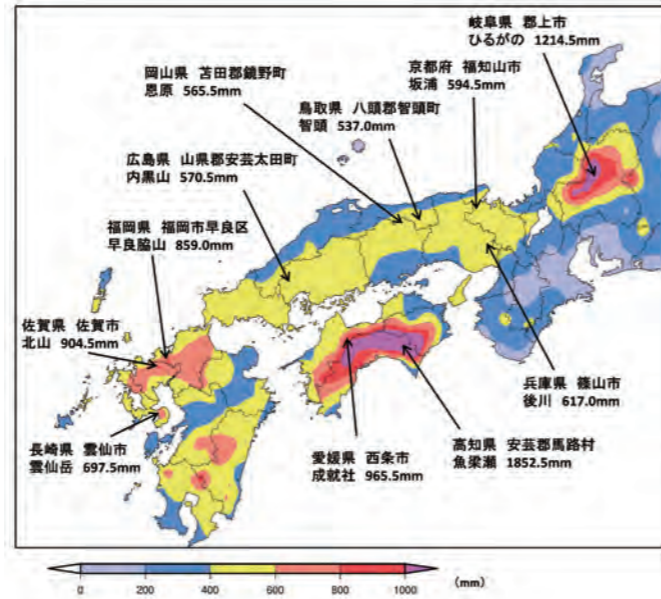 岐阜県 郡上市
ひるがの 1214.5mm
岡山県 苫田郡鏡野町
恩原 565.5mm
京都府 福知山市
坂浦 594.5mm
鳥取県 八頭郡智頭町
智頭 537.0mm
広島県 山県郡安芸太田町
内黒山 570.5mm
福岡県 福岡市早良区
早良脇山 859.0mm
佐賀県 佐賀市
北山 904.5mm
兵庫県 篠山市
後川 617.0mm
長崎県 雲仙市
雲仙岳 697.5mm
愛媛県 西条市
成就社 965.5mm
高知県 安芸郡馬路村
魚梁瀬 1852.5mm
0 200 400 600 800 1000 (mm)